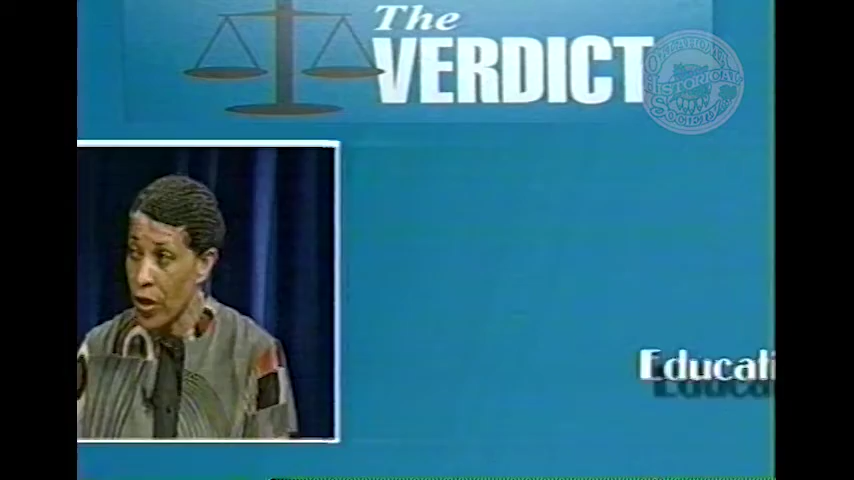 The
VERDICT
OKLAHOMA
HISTORICAL
SOCIETY
Educati